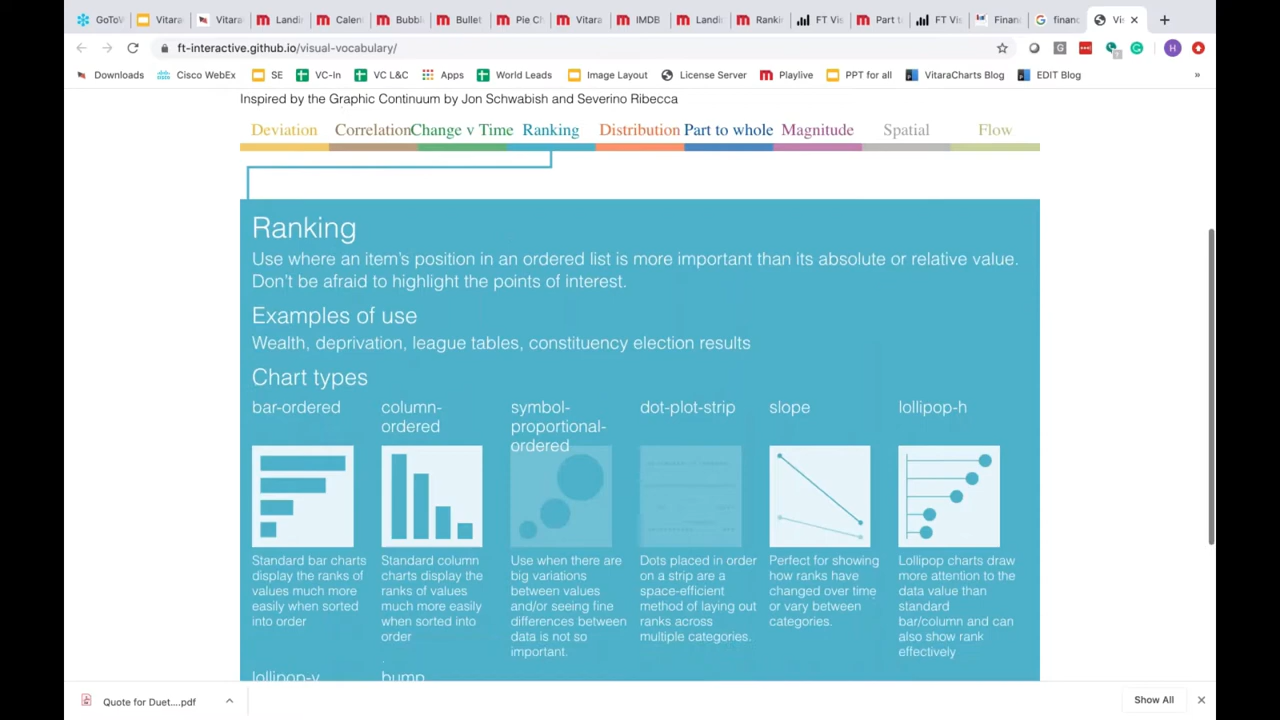 GoToW
Vitara
Vitara
Landir
Calen
Bubbl
Bullet
Pie Ch
Vitara
IMDB
Landi
Rankir
FT Vis
Part to
FT Vis
Financ
financ
Vis
ft-interactive.github.io/visual-vocabulary/
H
Downloads
Cisco WebEx
SE
VC-in
VC L&C
Apps
World Leads
Image Layout
License Server
Playlive
PPT for all
VitaraCharts Blog
EDIT Blog
»
Inspired by the Graphic Continuum by Jon Schwabish and Severino Ribecca
Deviation Correlation Change v Time Ranking Distribution Part to whole Magnitude Spatial Flow
Ranking
Use where an item's position in an ordered list is more important than its absolute or relative value.
Don't be afraid to highlight the points of interest.
Examples of use
Wealth, deprivation, league tables, constituency election results
Chart types
bar-ordered
Standard bar charts
display the ranks of
values much more
easily when sorted
into order
column-
ordered
Standard column
charts display the
ranks of values
much more easily
when sorted into
order
symbol-
proportional-
ordered
Use when there are
big variations
between values
and/or seeing fine
differences between
data is not so
important.
dot-plot-strip
Dots placed in order
on a strip are a
space-efficient
method of laying out
ranks across
multiple categories.
slope
Perfect for showing
how ranks have
changed over time
or vary between
categories.
lollipop-h
Lollipop charts draw
more attention to the
data value than
standard
bar/column and can
also show rank
effectively
lollipop-v
bump
Quote for Duet....pdf
Show All